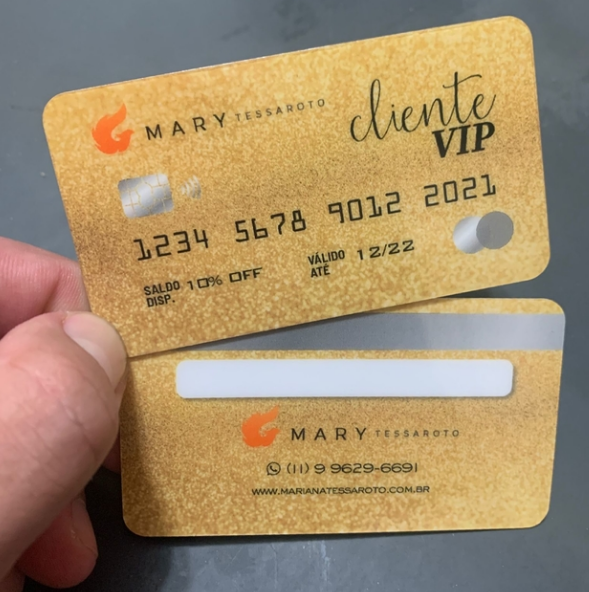 MARY TESSAROTO
cliente
VIP
1234 5678 9012 2021
SALDO DISP. 10% OFF
VÁLIDO ATÉ 12/22
MARY TESSAROTO
(11) 9 9629-6691
WWW.MARIANATESSAROTO.COM.BR